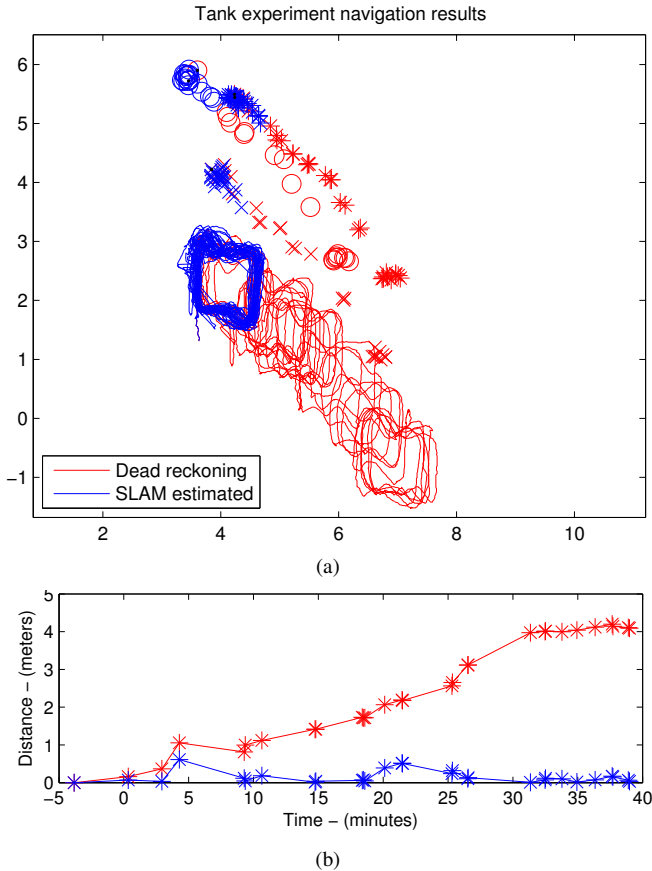 Tank experiment navigation results
6
5
4
3
2
1
0
−1
Dead reckoning
SLAM estimated
2 4 6 8 10
(a)
5
4
3
2
1
0
Distance − (meters)
−5 0 5 10 15 20 25 30 35 40
Time − (minutes)
(b)